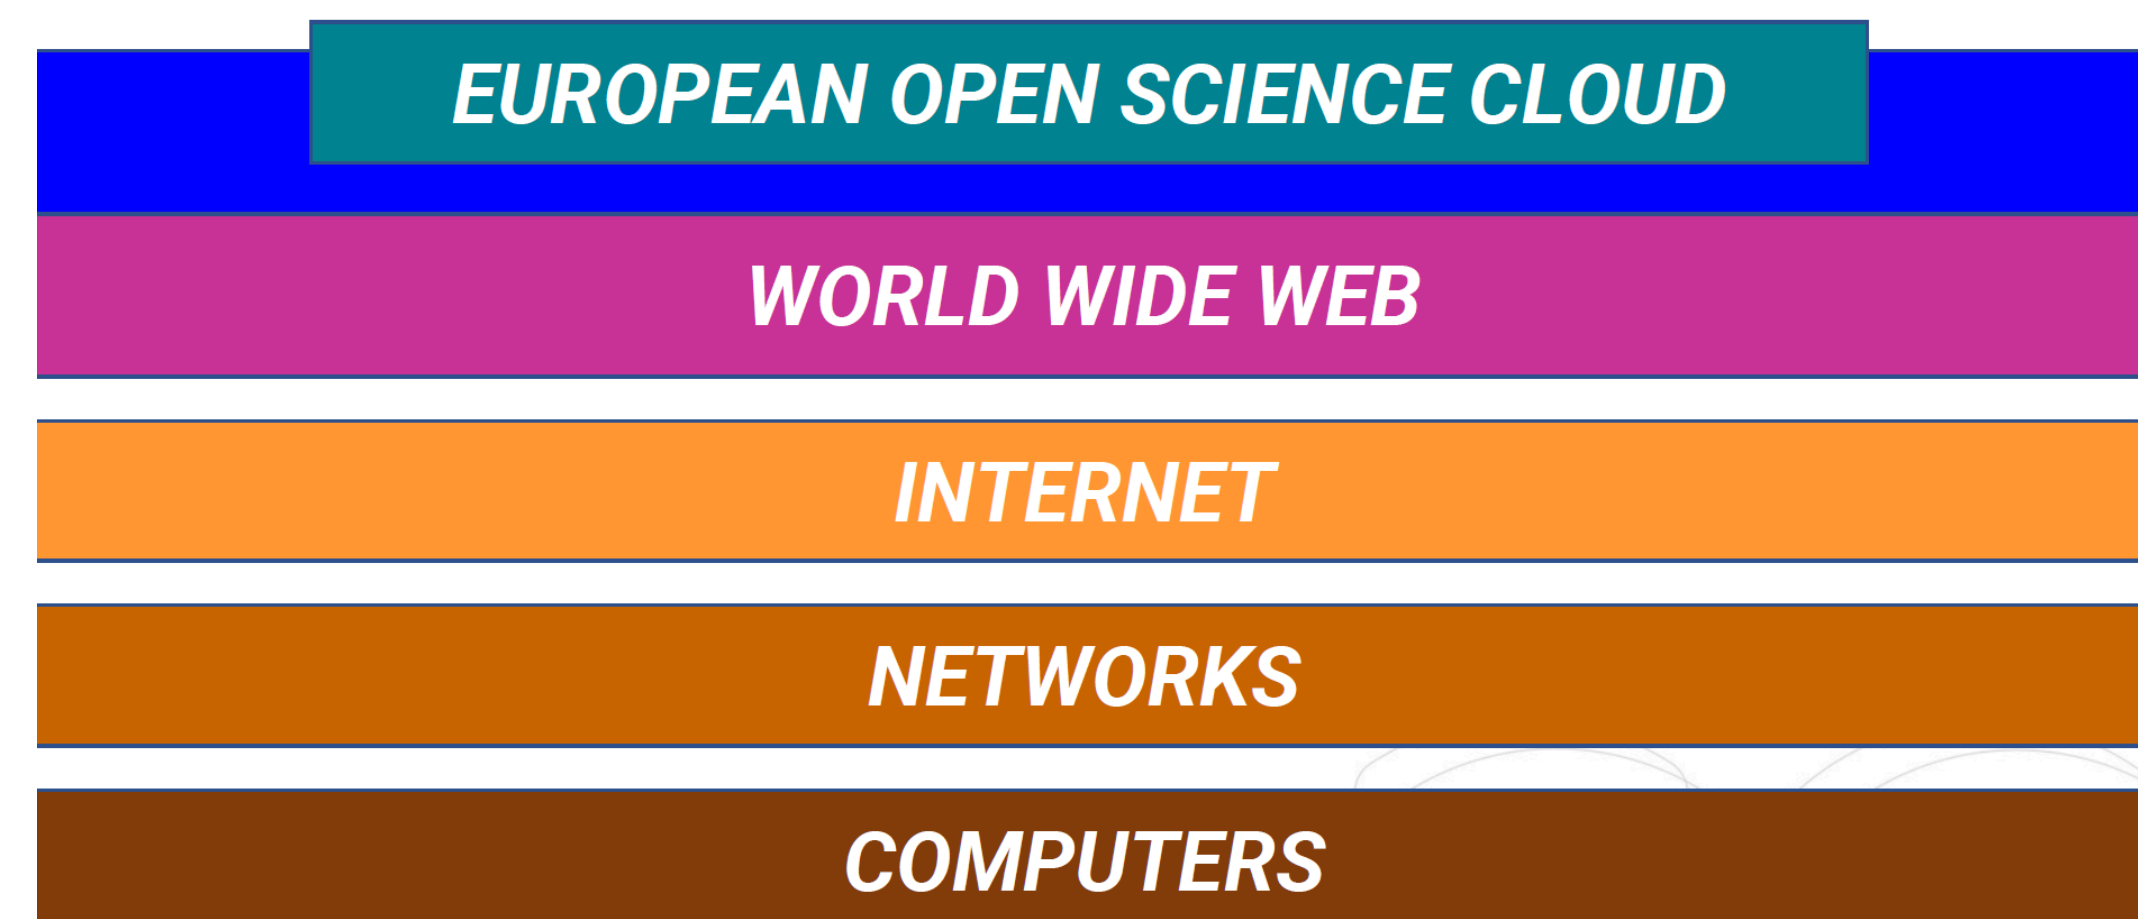 EUROPEAN OPEN SCIENCE CLOUD
WORLD WIDE WEB
INTERNET
NETWORKS
COMPUTERS